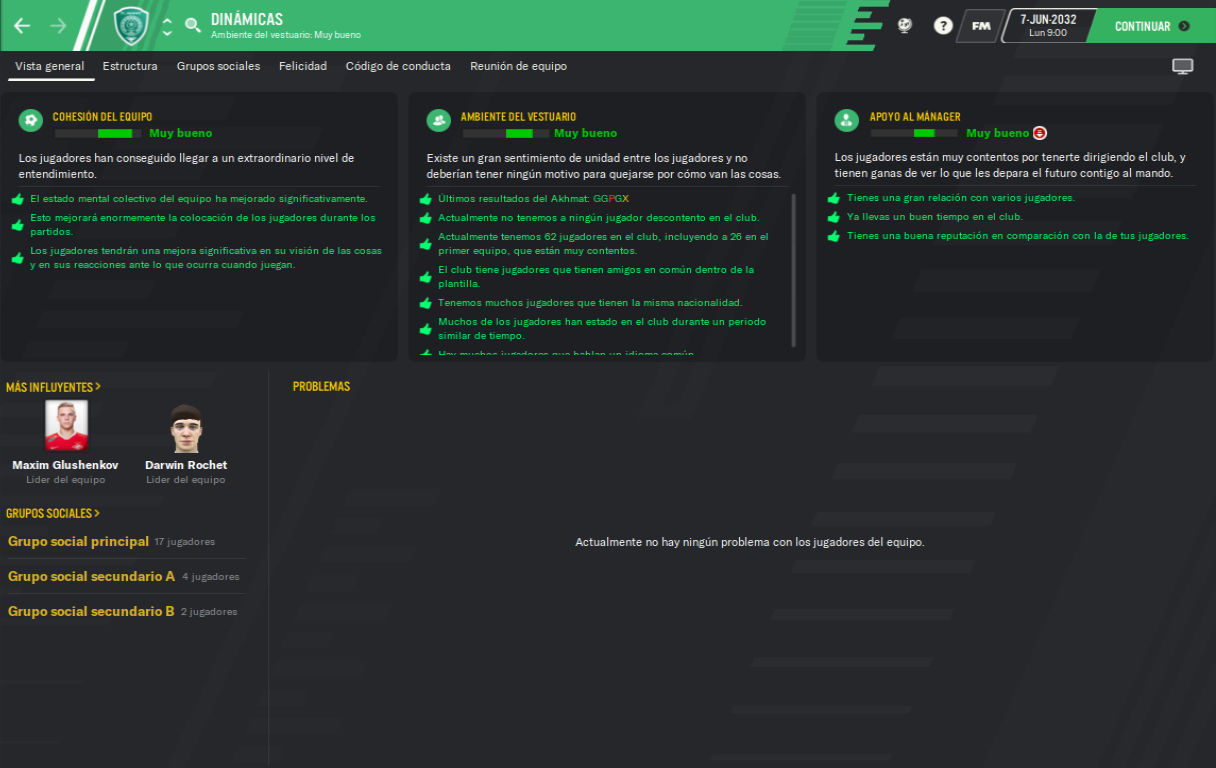 DINÁMICAS
Ambiente del vestuario: Muy bueno
?
FM
7-JUN-2032
Lun 9:00
CONTINUAR
Vista general
Estructura
Grupos sociales
Felicidad
Código de conducta
Reunión de equipo
COHESIÓN DEL EQUIPO
Muy bueno
Los jugadores han conseguido llegar a un extraordinario nivel de
entendimiento.
El estado mental colectivo del equipo ha mejorado significativamente.
Esto mejorará enormemente la colocación de los jugadores durante los
partidos.
Los jugadores tendrán una mejora significativa en su visión de las cosas
y en sus reacciones ante lo que ocurra cuando juegan.
AMBIENTE DEL VESTUARIO
Muy bueno
Existe un gran sentimiento de unidad entre los jugadores y no
deberían tener ningún motivo para quejarse por cómo van las cosas.
Últimos resultados del Akhmat: GGPGX
Actualmente no tenemos a ningún jugador descontento en el club.
Actualmente tenemos 62 jugadores en el club, incluyendo a 26 en el
primer equipo, que están muy contentos.
El club tiene jugadores que tienen amigos en común dentro de la
plantilla.
Tenemos muchos jugadores que tienen la misma nacionalidad.
Muchos de los jugadores han estado en el club durante un periodo
similar de tiempo.
Hay muchos jugadores que hablan un idioma común.
APOYO AL MÁNAGER
Muy bueno
Los jugadores están muy contentos por tenerte dirigiendo el club, y
tienen ganas de ver lo que les depara el futuro contigo al mando.
Tienes una gran relación con varios jugadores.
Ya llevas un buen tiempo en el club.
Tienes una buena reputación en comparación con la de tus jugadores.
MÁS INFLUYENTES >
Maxim Glushenkov
Líder del equipo
Darwin Rochet
Líder del equipo
GRUPOS SOCIALES >
Grupo social principal 17 jugadores
Grupo social secundario A 4 jugadores
Grupo social secundario B 2 jugadores
PROBLEMAS
Actualmente no hay ningún problema con los jugadores del equipo.